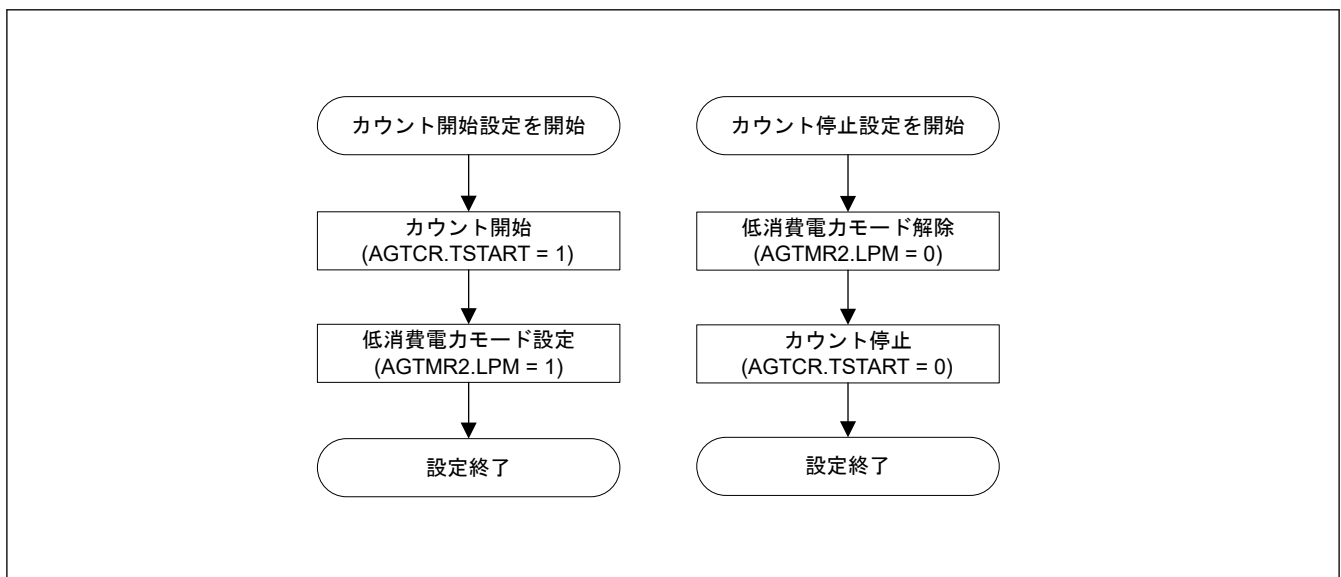 カウント開始設定を開始
カウント開始
(AGTCR.TSTART = 1)
低消費電力モード設定
(AGTMR2.LPM = 1)
設定終了
カウント停止設定を開始
低消費電力モード解除
(AGTMR2.LPM = 0)
カウント停止
(AGTCR.TSTART = 0)
設定終了